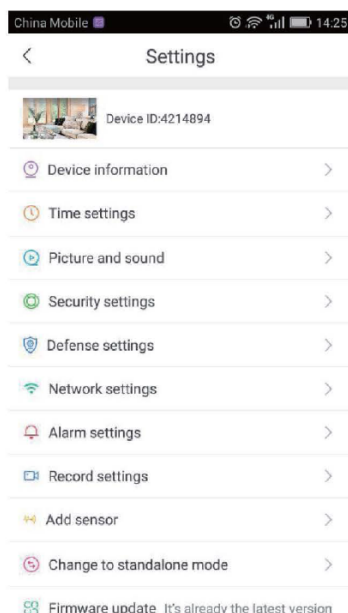 China Mobile 4G 14:25
Settings
Device ID:4214894
Device information
Time settings
Picture and sound
Security settings
Defense settings
Network settings
Alarm settings
Record settings
Add sensor
Change to standalone mode
Firmware update It's already the latest version